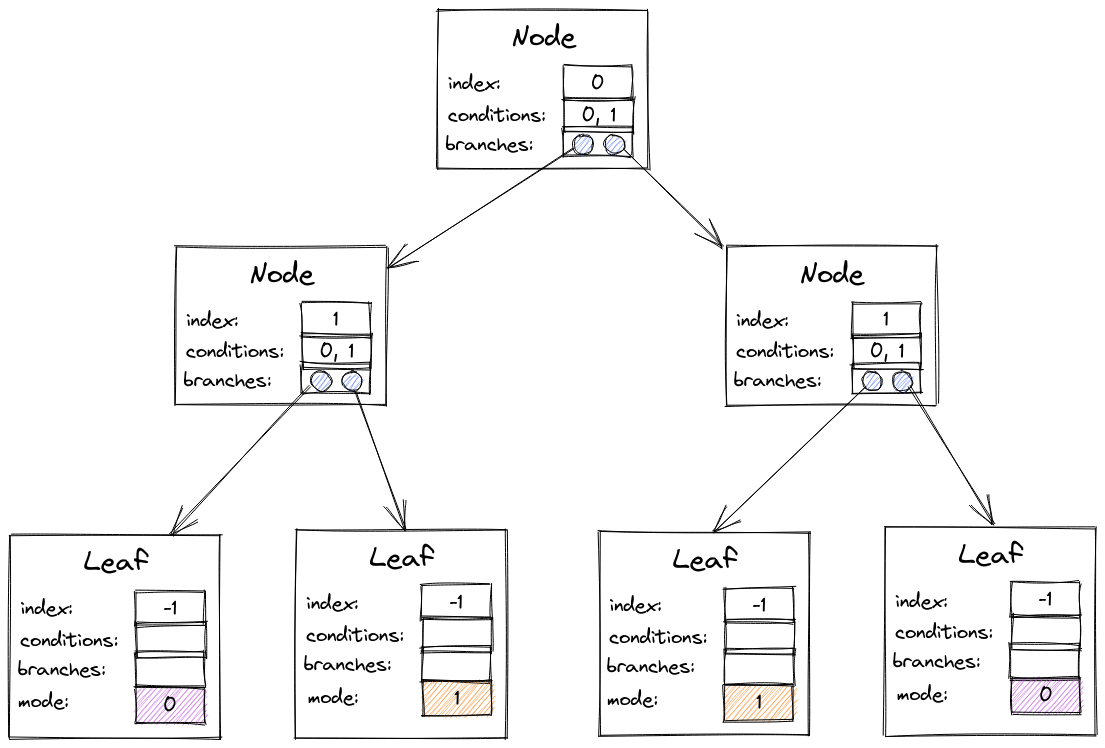 Node
index: 0
conditions: 0, 1
branches:
Node
index: 1
conditions: 0, 1
branches:
Node
index: 1
conditions: 0, 1
branches:
Leaf
index: -1
conditions:
branches:
mode: 0
Leaf
index: -1
conditions:
branches:
mode: 1
Leaf
index: -1
conditions:
branches:
mode: 1
Leaf
index: -1
conditions:
branches:
mode: 0